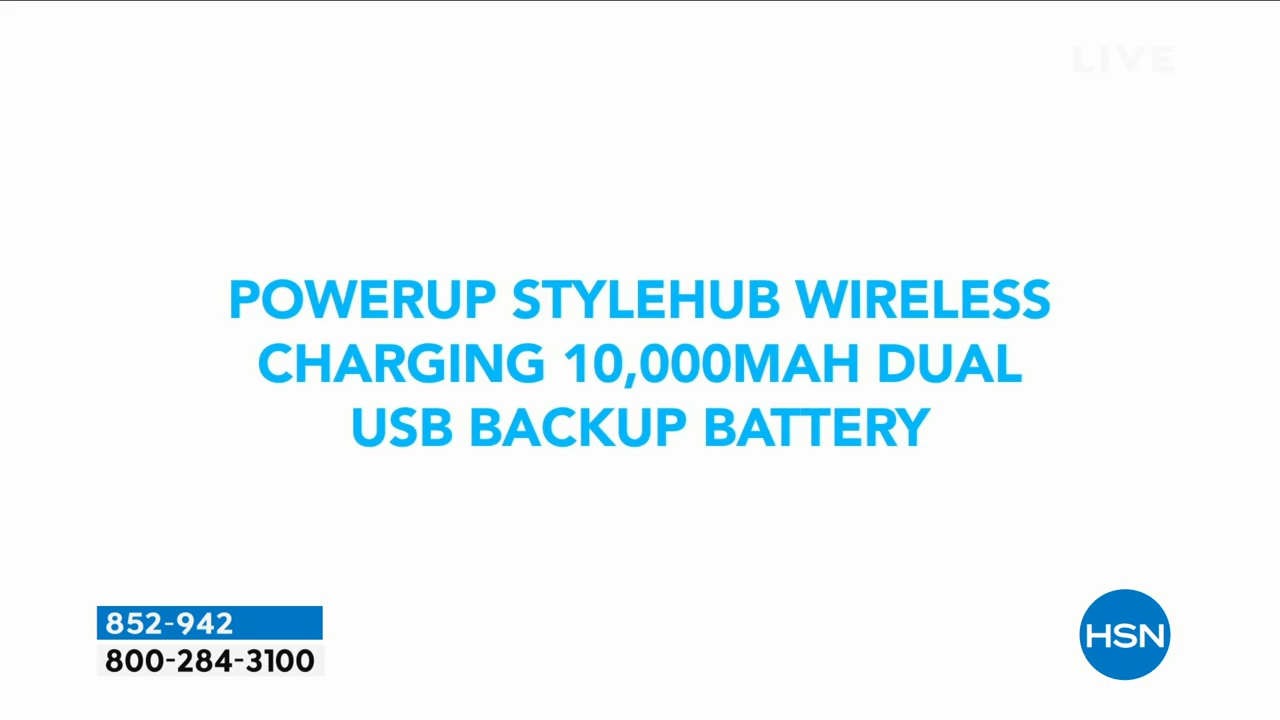 LIVE
POWERUP STYLEHUB WIRELESS
CHARGING 10,000MAH DUAL
USB BACKUP BATTERY
852-942
800-284-3100
HSN